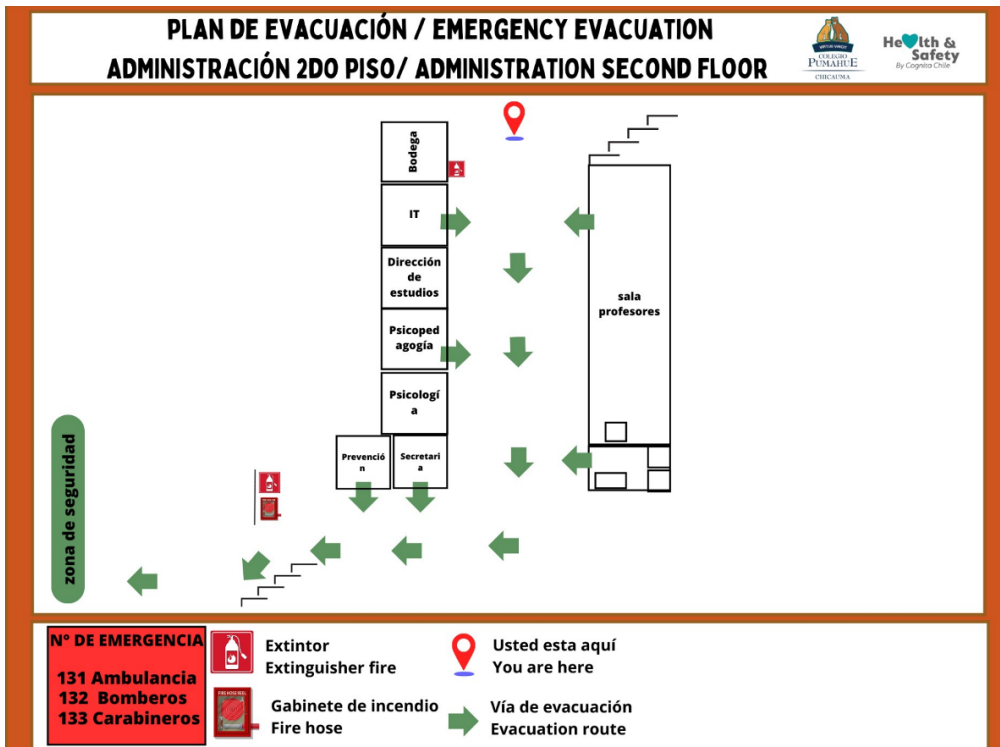 PLAN DE EVACUACIÓN / EMERGENCY EVACUATION
ADMINISTRACIÓN 2DO PISO/ ADMINISTRATION SECOND FLOOR
COLEGIO
PUMAHUE
CHICAUMA
Health &
Safety
By Cognita Chile
Bodega
IT
Dirección
de
estudios
Psicoped
agogía
Psicologí
a
Prevenció
n
Secretari
a
sala
profesores
zona de seguridad
N° DE EMERGENCIA
131 Ambulancia
132 Bomberos
133 Carabineros
Extintor
Extinguisher fire
Gabinete de incendio
Fire hose
Usted esta aquí
You are here
Vía de evacuación
Evacuation route
FIRE HOSE REEL